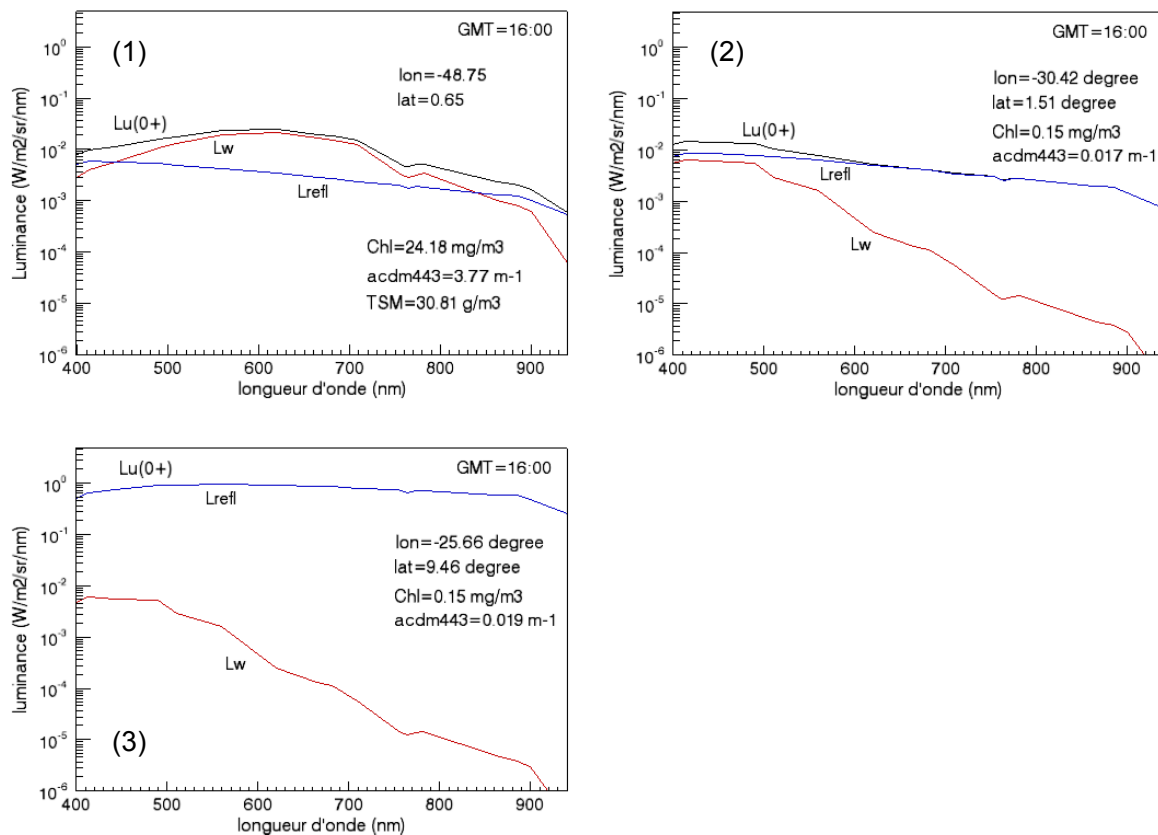 (1)
GMT=16:00
lon=-48.75
lat=0.65
Lu(0+)
Lw
Lrefl
Chl=24.18 mg/m3
acdm443=3.77 m-1
TSM=30.81 g/m3
Luminance (W/m2/sr/nm)
10^0
10^-1
10^-2
10^-3
10^-4
10^-5
10^-6
400 500 600 700 800 900
longueur d'onde (nm)
(2)
GMT=16:00
lon=-30.42 degree
lat=1.51 degree
Chl=0.15 mg/m3
acdm443=0.017 m-1
Lu(0+)
Lrefl
Lw
luminance (W/m2/sr/nm)
10^0
10^-1
10^-2
10^-3
10^-4
10^-5
10^-6
400 500 600 700 800 900
longueur d'onde (nm)
Lu(0+)
GMT=16:00
Lrefl
lon=-25.66 degree
lat=9.46 degree
Chl=0.15 mg/m3
acdm443=0.019 m-1
Lw
(3)
luminance (W/m2/sr/nm)
10^0
10^-1
10^-2
10^-3
10^-4
10^-5
10^-6
400 500 600 700 800 900
longueur d'onde (nm)